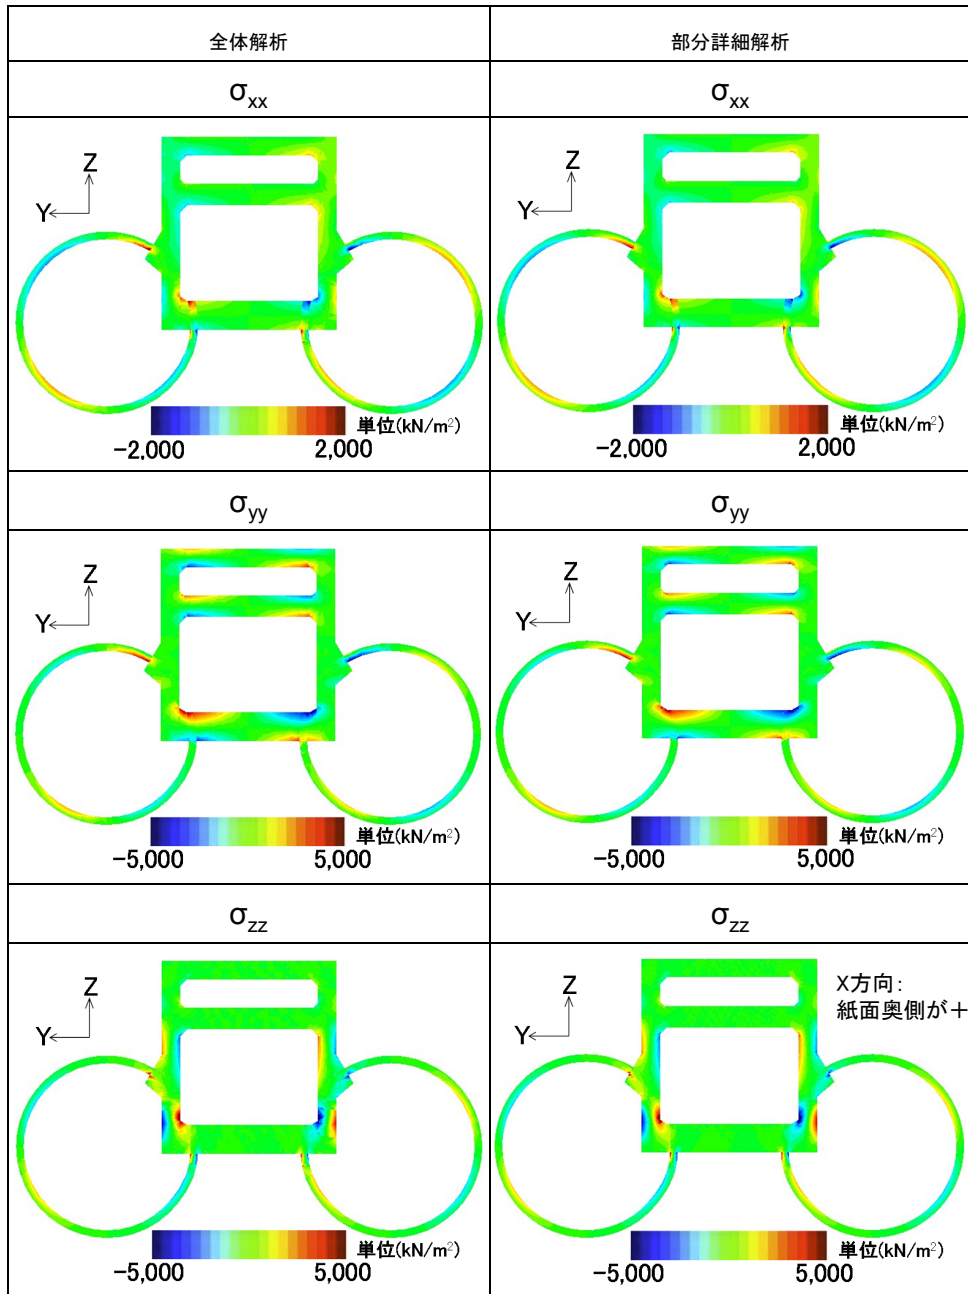 全体解析 部分詳細解析
σxx σxx
Z Z
Y Y
単位(kN/m²) 単位(kN/m²)
−2,000 2,000 −2,000 2,000
σyy σyy
Z Z
Y Y
単位(kN/m²) 単位(kN/m²)
−5,000 5,000 −5,000 5,000
σzz σzz
Z Z X方向：
紙面奥側が＋
Y Y
単位(kN/m²) 単位(kN/m²)
−5,000 5,000 −5,000 5,000